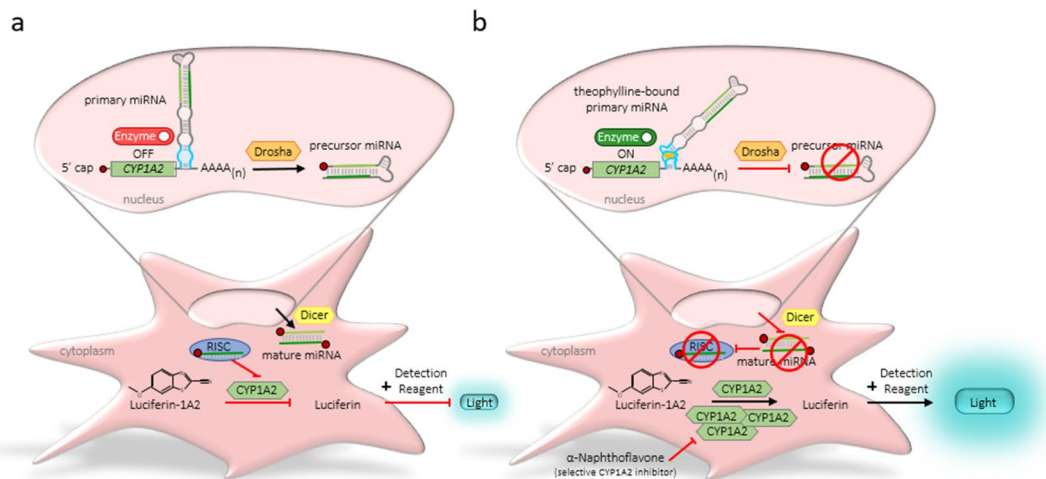 a
primary miRNA
Enzyme
OFF
5' cap
CYP1A2
AAAA(n)
Drosha
precursor miRNA
nucleus
Dicer
cytoplasm
RISC
mature miRNA
CYP1A2
Luciferin-1A2
Luciferin
+ Detection
Reagent
Light
b
theophylline-bound
primary miRNA
Enzyme
ON
5' cap
CYP1A2
AAAA(n)
Drosha
precursor miRNA
nucleus
Dicer
cytoplasm
RISC
mature miRNA
CYP1A2
Luciferin-1A2
Luciferin
CYP1A2
CYP1A2
CYP1A2
+ Detection
Reagent
Light
α-Naphthoflavone
(selective CYP1A2 inhibitor)